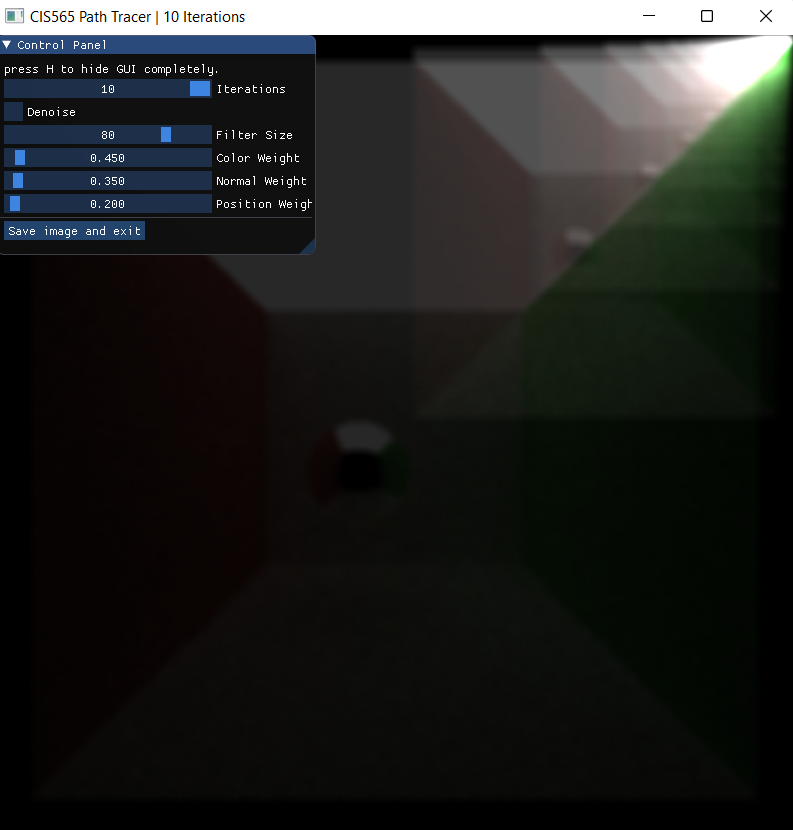 CIS565 Path Tracer | 10 Iterations
Control Panel
press H to hide GUI completely.
10 Iterations
Denoise
80 Filter Size
0.450 Color Weight
0.350 Normal Weight
0.200 Position Weigh
Save image and exit